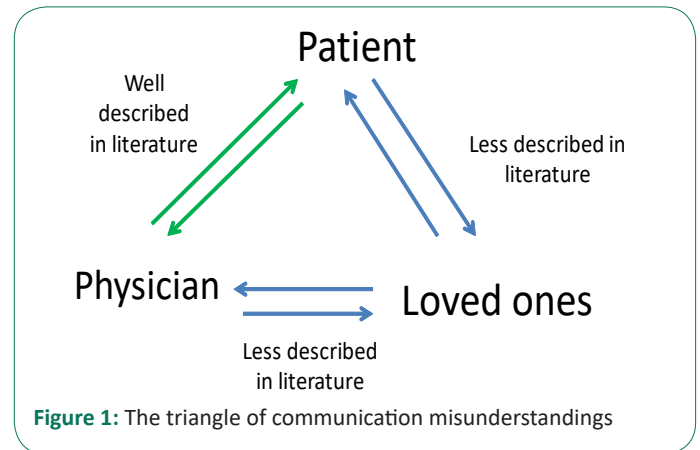 Patient
Well
described
in literature
Less described in
literature
Physician
Loved ones
Less described
in literature
Figure 1: The triangle of communication misunderstandings